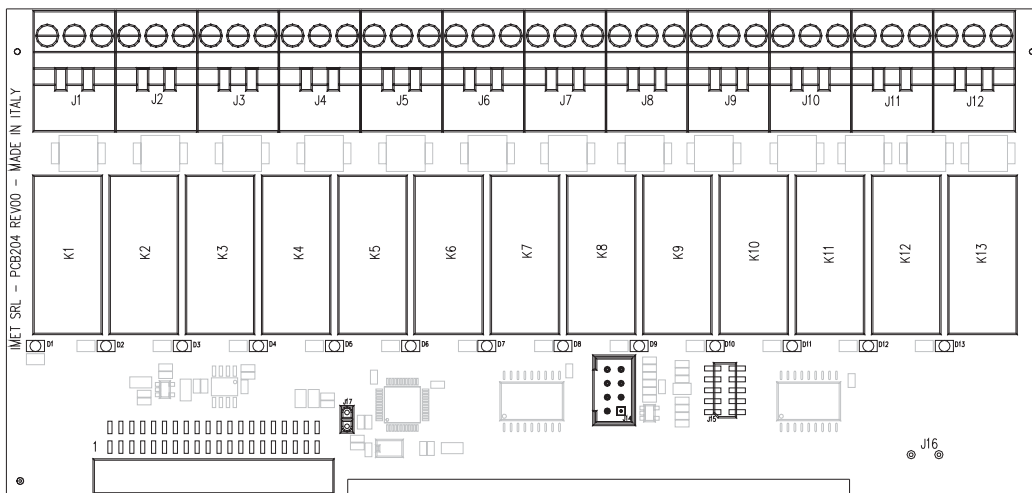 IMET SRL - PCB204 REV00 - MADE IN ITALY
J1 J2 J3 J4 J5 J6 J7 J8 J9 J10 J11 J12
K1 K2 K3 K4 K5 K6 K7 K8 K9 K10 K11 K12 K13
D1 D2 D3 D4 D5 D6 D7 D8 D9 D10 D11 D12 D13
J17
J14
J15
1
J16